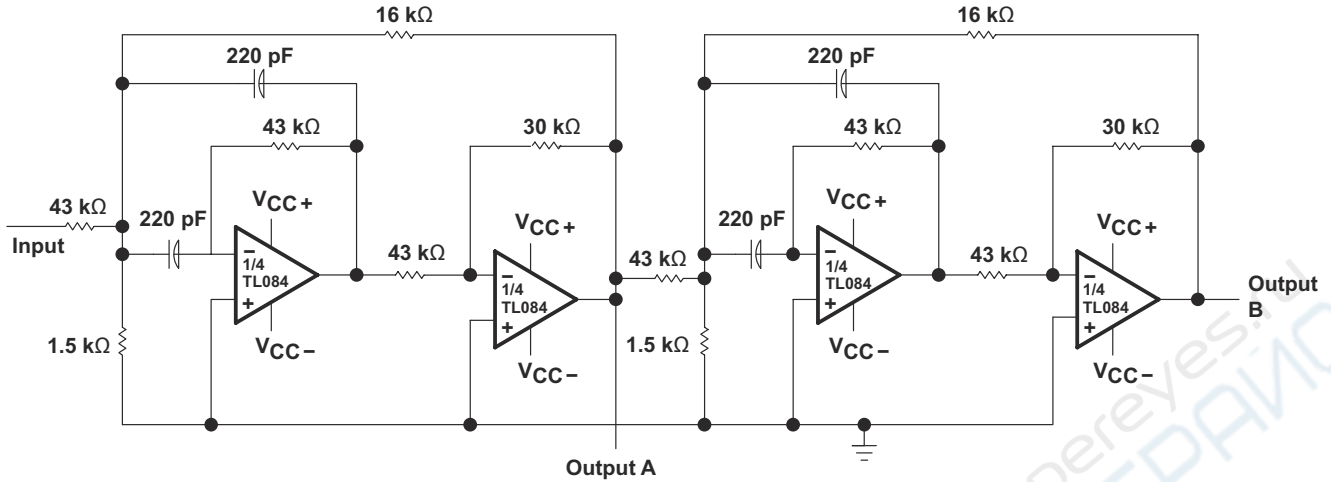 16 kΩ
16 kΩ
220 pF
220 pF
43 kΩ
30 kΩ
43 kΩ
30 kΩ
43 kΩ
Input
220 pF
VCC+
−
1/4
TL084
+
VCC−
1.5 kΩ
43 kΩ
VCC+
−
1/4
TL084
+
VCC−
43 kΩ
1.5 kΩ
220 pF
VCC+
−
1/4
TL084
+
VCC−
43 kΩ
VCC+
−
1/4
TL084
+
VCC−
Output
B
Output A